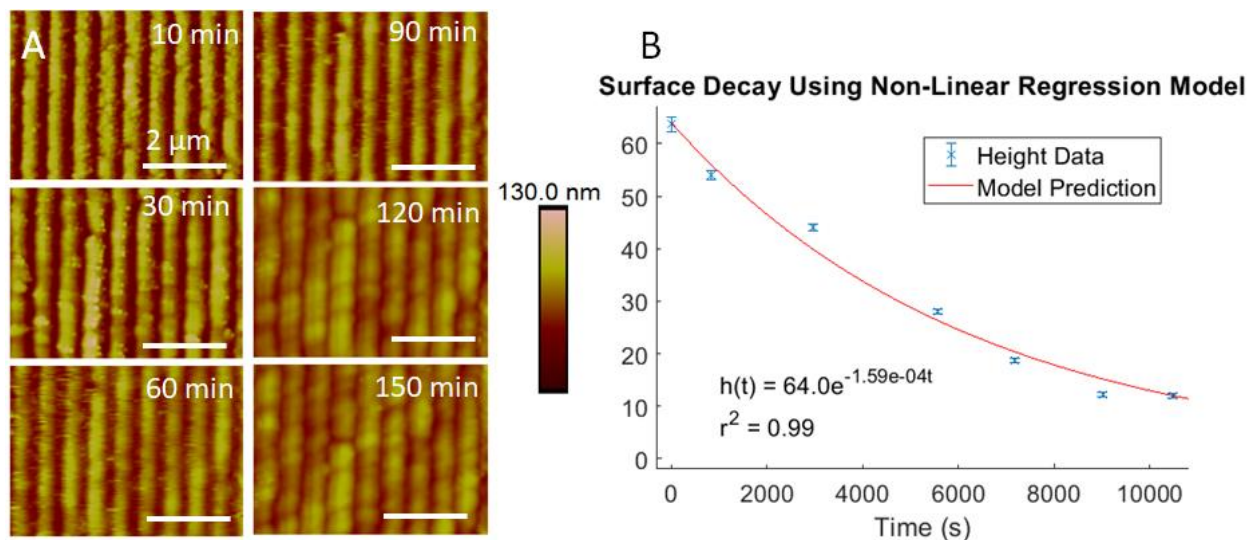 A
10 min
2 μm
90 min
30 min
120 min
60 min
150 min
130.0 nm
B
Surface Decay Using Non-Linear Regression Model
60
50
40
30
20
10
0
Height Data
Model Prediction
h(t) = 64.0e^-1.59e-04t
r^2 = 0.99
0 2000 4000 6000 8000 10000
Time (s)